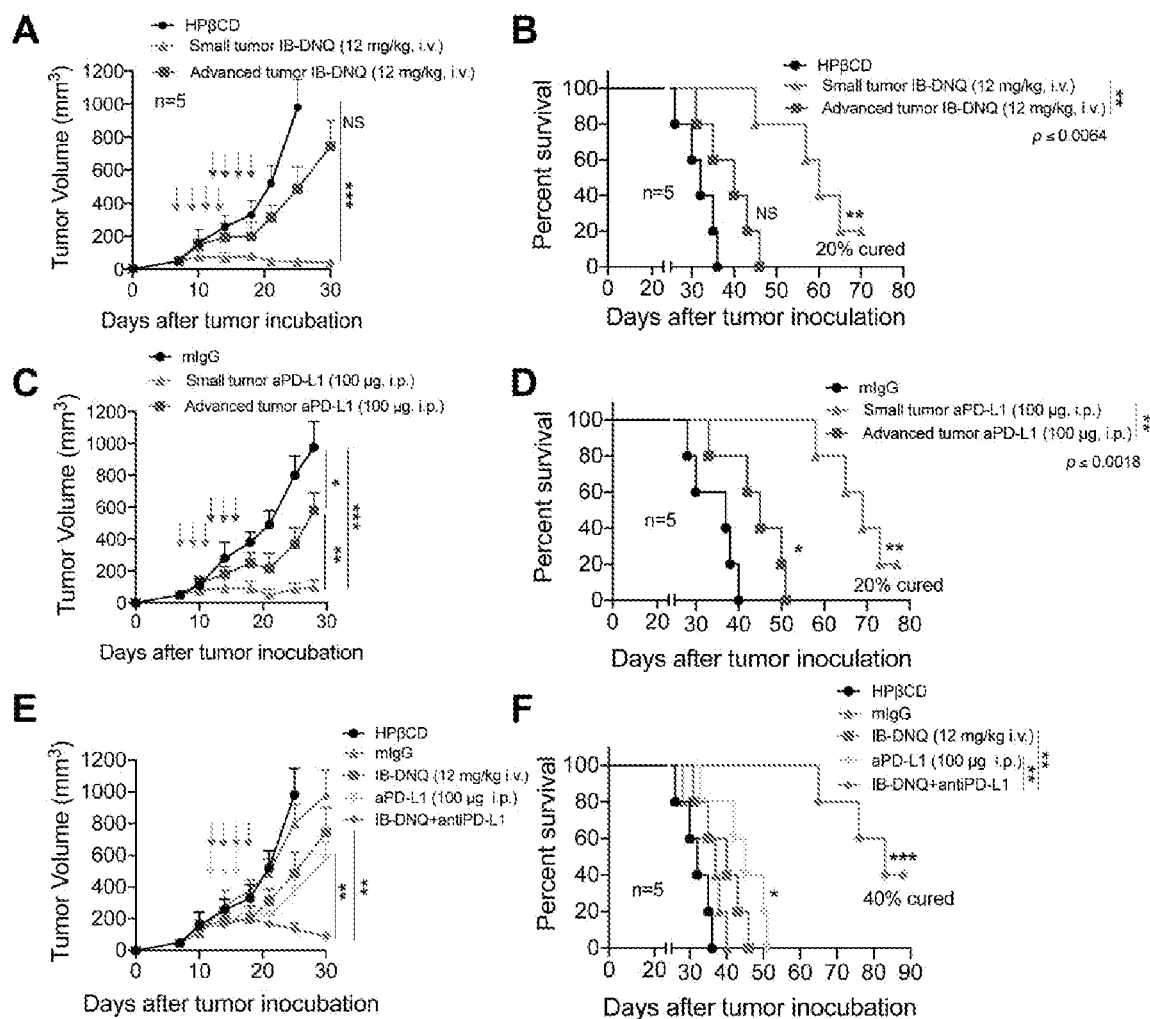 A
HPβCD
Small tumor IB-DNQ (12 mg/kg, i.v.)
Advanced tumor IB-DNQ (12 mg/kg, i.v.)
Tumor Volume (mm³)
1200
1000
800
600
400
200
0
n=5
NS
***
0 10 20 30
Days after tumor incubation
B
HPβCD
Small tumor IB-DNQ (12 mg/kg, i.v.)
Advanced tumor IB-DNQ (12 mg/kg, i.v.)
**
p ≤ 0.0064
Percent survival
100
80
60
40
20
0
n=5
NS
**
20% cured
0 20 30 40 50 60 70 80
Days after tumor inoculation
C
mIgG
Small tumor aPD-L1 (100 µg, i.p.)
Advanced tumor aPD-L1 (100 µg, i.p.)
Tumor Volume (mm³)
1200
1000
800
600
400
200
0
*
**
***
0 10 20 30
Days after tumor inocubation
D
mIgG
Small tumor aPD-L1 (100 µg, i.p.)
Advanced tumor aPD-L1 (100 µg, i.p.)
**
p ≤ 0.0018
Percent survival
100
80
60
40
20
0
n=5
*
**
20% cured
0 20 30 40 50 60 70 80
Days after tumor inoculation
E
HPβCD
mIgG
IB-DNQ (12 mg/kg i.v.)
aPD-L1 (100 µg i.p.)
IB-DNQ+antiPD-L1
Tumor Volume (mm³)
1200
1000
800
600
400
200
0
**
**
0 10 20 30
Days after tumor inocubation
F
HPβCD
mIgG
IB-DNQ (12 mg/kg i.v.)
aPD-L1 (100 µg i.p.)
IB-DNQ+antiPD-L1
**
**
Percent survival
100
80
60
40
20
0
n=5
*
***
40% cured
0 20 30 40 50 60 70 80 90
Days after tumor inocubation